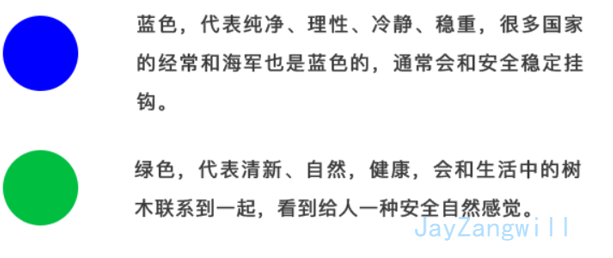 蓝色，代表纯净、理性、冷静、稳重，很多国家
的经常和海军也是蓝色的，通常会和安全稳定挂
钩。
绿色，代表清新、自然，健康，会和生活中的树
木联系到一起，看到给人一种安全自然感觉。
JayZangwill